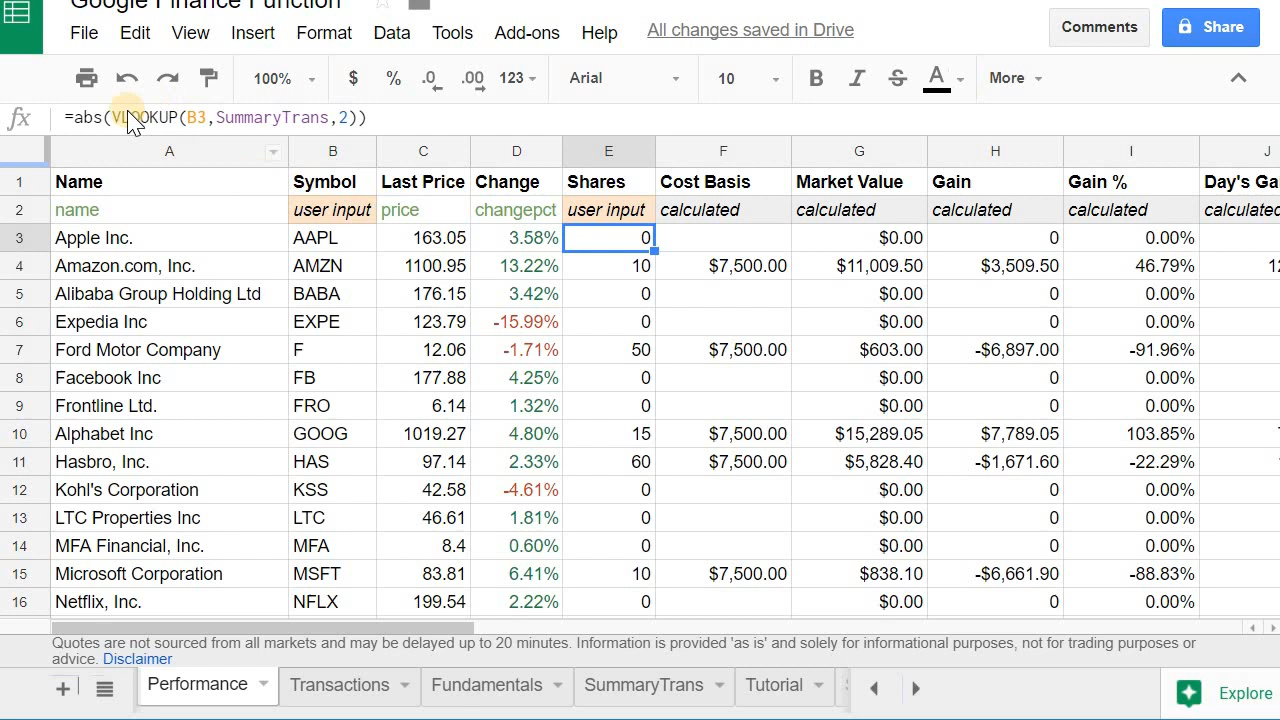 Google Finance Function
File Edit View Insert Format Data Tools Add-ons Help All changes saved in Drive Comments Share
100% $ % .0 .00 123 Arial 10 B I S A More
fx =abs(VLOOKUP(B3,SummaryTrans,2))
A B C D E F G H I J
1 Name Symbol Last Price Change Shares Cost Basis Market Value Gain Gain % Day's Ga
2 name user input price changepct user input calculated calculated calculated calculated calculated
3 Apple Inc. AAPL 163.05 3.58% 0 $0.00 0 0.00%
4 Amazon.com, Inc. AMZN 1100.95 13.22% 10 $7,500.00 $11,009.50 $3,509.50 46.79% 12
5 Alibaba Group Holding Ltd BABA 176.15 3.42% 0 $0.00 0 0.00%
6 Expedia Inc EXPE 123.79 -15.99% 0 $0.00 0 0.00%
7 Ford Motor Company F 12.06 -1.71% 50 $7,500.00 $603.00 -$6,897.00 -91.96%
8 Facebook Inc FB 177.88 4.25% 0 $0.00 0 0.00%
9 Frontline Ltd. FRO 6.14 1.32% 0 $0.00 0 0.00%
10 Alphabet Inc GOOG 1019.27 4.80% 15 $7,500.00 $15,289.05 $7,789.05 103.85%
11 Hasbro, Inc. HAS 97.14 2.33% 60 $7,500.00 $5,828.40 -$1,671.60 -22.29%
12 Kohl's Corporation KSS 42.58 -4.61% 0 $0.00 0 0.00%
13 LTC Properties Inc LTC 46.61 1.81% 0 $0.00 0 0.00%
14 MFA Financial, Inc. MFA 8.4 0.60% 0 $0.00 0 0.00%
15 Microsoft Corporation MSFT 83.81 6.41% 10 $7,500.00 $838.10 -$6,661.90 -88.83%
16 Netflix, Inc. NFLX 199.54 2.22% 0 $0.00 0 0.00%
Quotes are not sourced from all markets and may be delayed up to 20 minutes. Information is provided 'as is' and solely for informational purposes, not for trading purposes or
advice. Disclaimer
Performance Transactions Fundamentals SummaryTrans Tutorial Explore